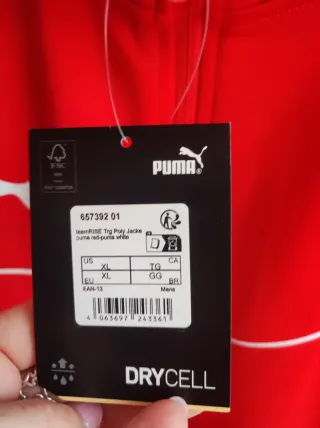 FSC
PUMA
657392 01
teamRISE Trg Poly Jacke
puma red-puma white
US XL TG CA
EU XL GG BR
EAN-13 Mens
4 063697 243361
DRYCELL